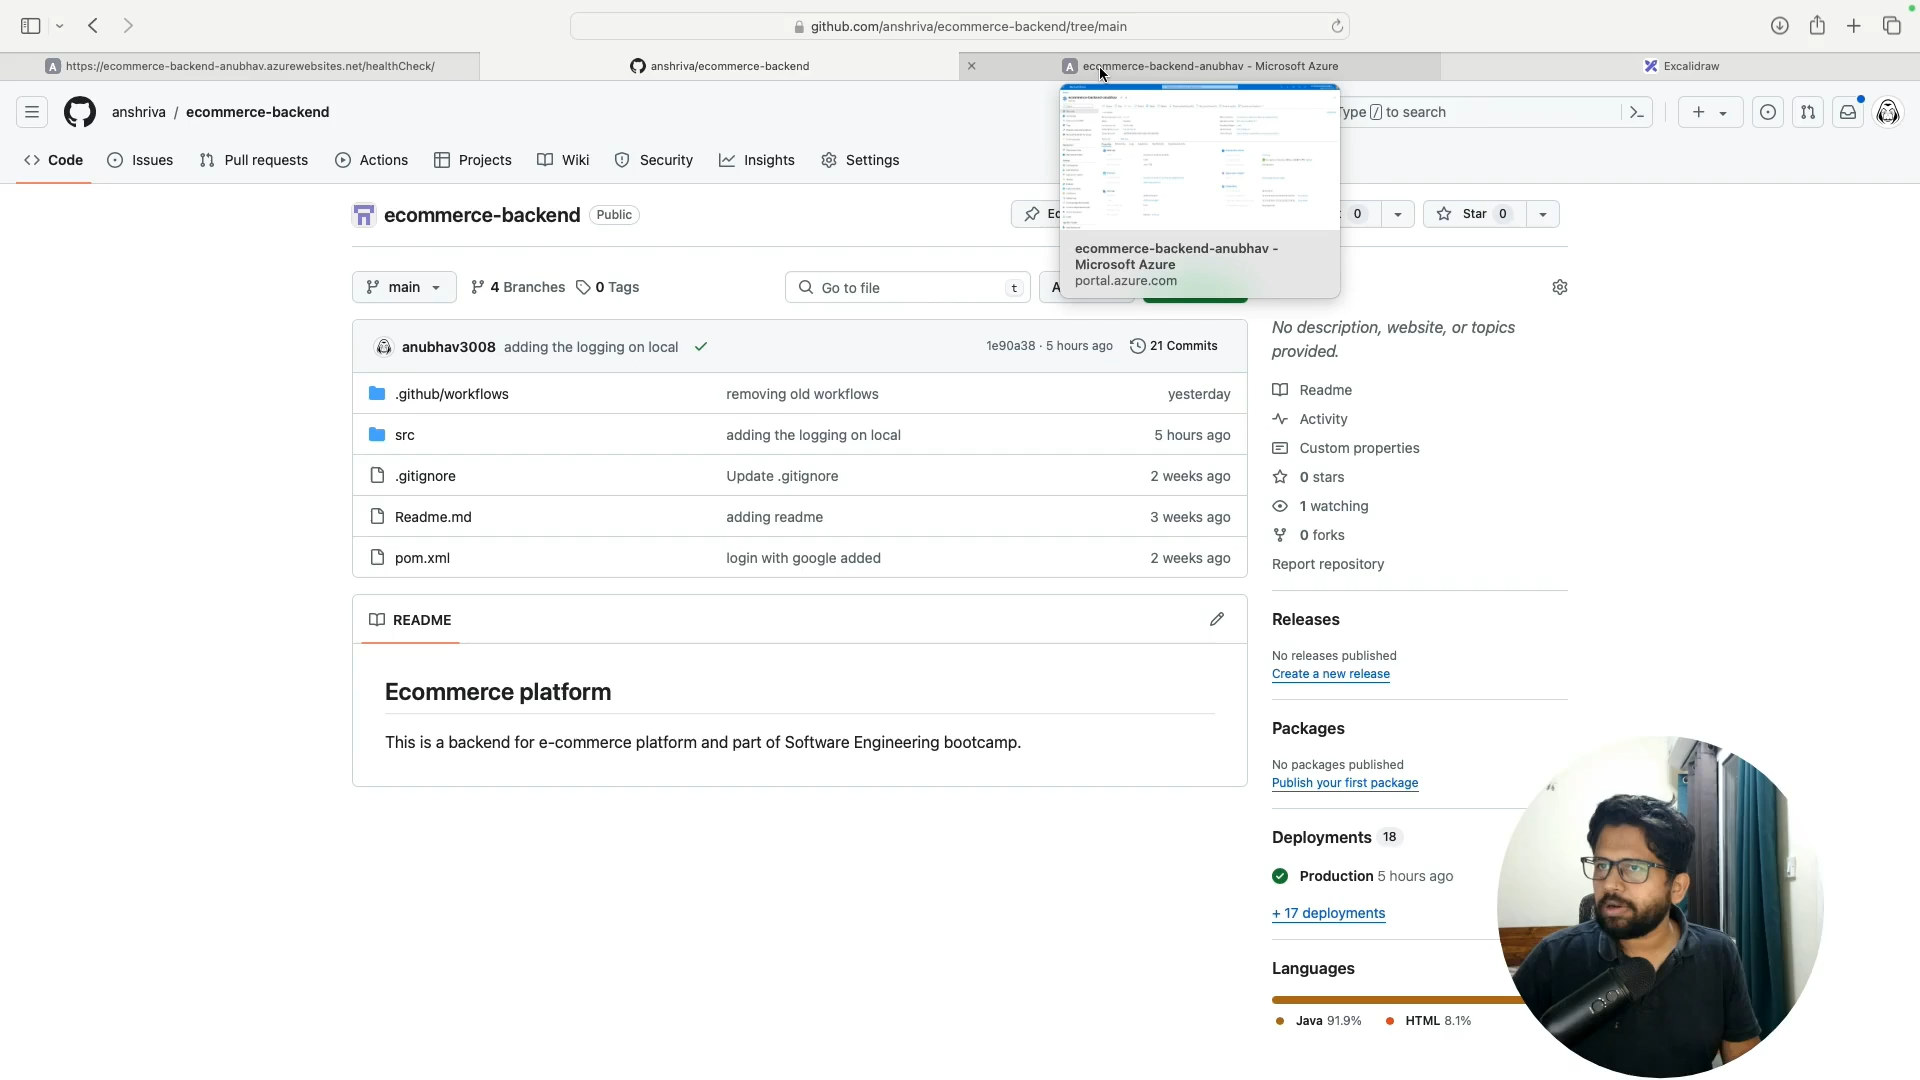 github.com/anshriva/ecommerce-backend/tree/main
https://ecommerce-backend-anubhav.azurewebsites.net/healthCheck/
anshriva/ecommerce-backend
ecommerce-backend-anubhav - Microsoft Azure
Excalidraw
anshriva / ecommerce-backend
Type / to search
Code
Issues
Pull requests
Actions
Projects
Wiki
Security
Insights
Settings
ecommerce-backend
Public
0
Star 0
ecommerce-backend-anubhav -
Microsoft Azure
portal.azure.com
main
4 Branches
0 Tags
Go to file
t
anubhav3008 adding the logging on local
1e90a38 · 5 hours ago
21 Commits
.github/workflows removing old workflows yesterday
src adding the logging on local 5 hours ago
.gitignore Update .gitignore 2 weeks ago
Readme.md adding readme 3 weeks ago
pom.xml login with google added 2 weeks ago
README
Ecommerce platform
This is a backend for e-commerce platform and part of Software Engineering bootcamp.
No description, website, or topics
provided.
Readme
Activity
Custom properties
0 stars
1 watching
0 forks
Report repository
Releases
No releases published
Create a new release
Packages
No packages published
Publish your first package
Deployments 18
Production 5 hours ago
+ 17 deployments
Languages
Java 91.9%
HTML 8.1%